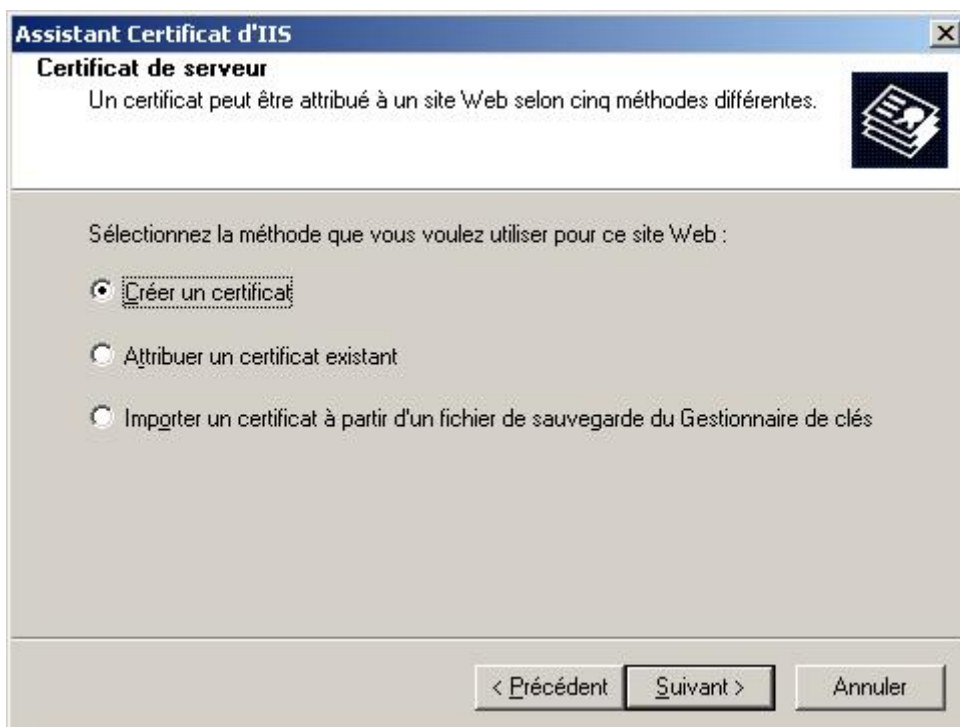 Assistant Certificat d'IIS
Certificat de serveur
Un certificat peut être attribué à un site Web selon cinq méthodes différentes.
Sélectionnez la méthode que vous voulez utiliser pour ce site Web :
Créer un certificat
Attribuer un certificat existant
Importer un certificat à partir d'un fichier de sauvegarde du Gestionnaire de clés
< Précédent Suivant > Annuler